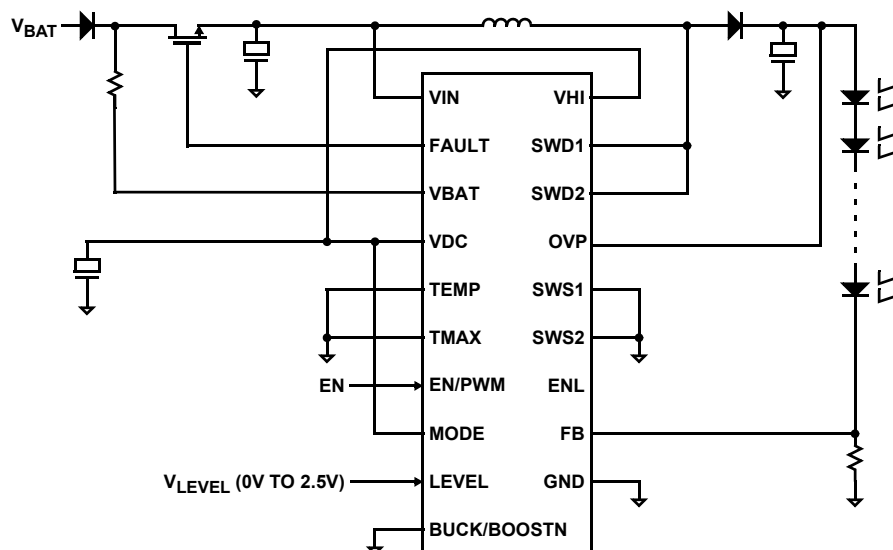 VBAT
VIN VHI
FAULT SWD1
VBAT SWD2
VDC OVP
TEMP SWS1
TMAX SWS2
EN EN/PWM ENL
MODE FB
VLEVEL (0V TO 2.5V) LEVEL GND
BUCK/BOOSTN